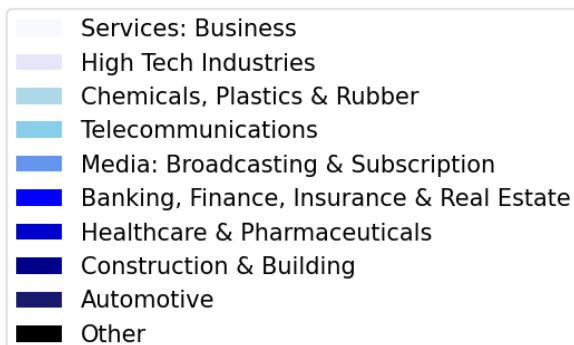 Services: Business
High Tech Industries
Chemicals, Plastics & Rubber
Telecommunications
Media: Broadcasting & Subscription
Banking, Finance, Insurance & Real Estate
Healthcare & Pharmaceuticals
Construction & Building
Automotive
Other